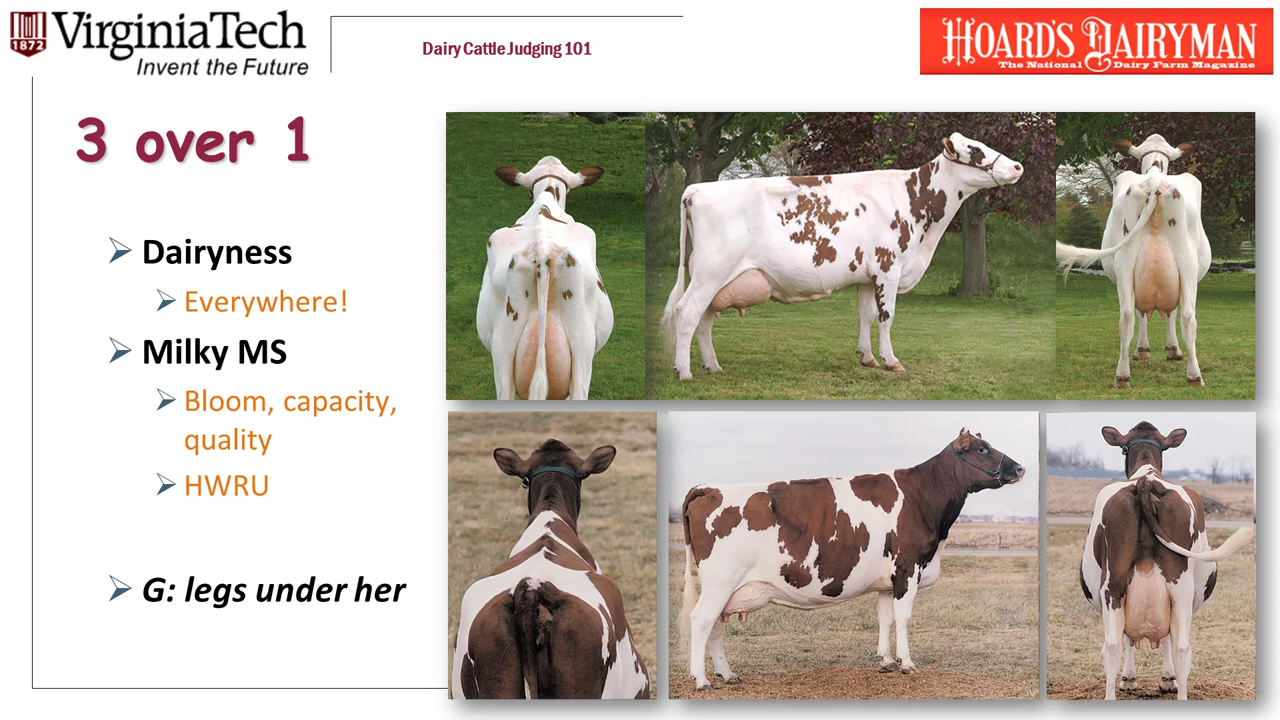 VirginiaTech
1872
Invent the Future
Dairy Cattle Judging 101
HOARD'S DAIRYMAN
The National Dairy Farm Magazine
3 over 1
Dairyness
Everywhere!
Milky MS
Bloom, capacity,
quality
HWRU
G: legs under her